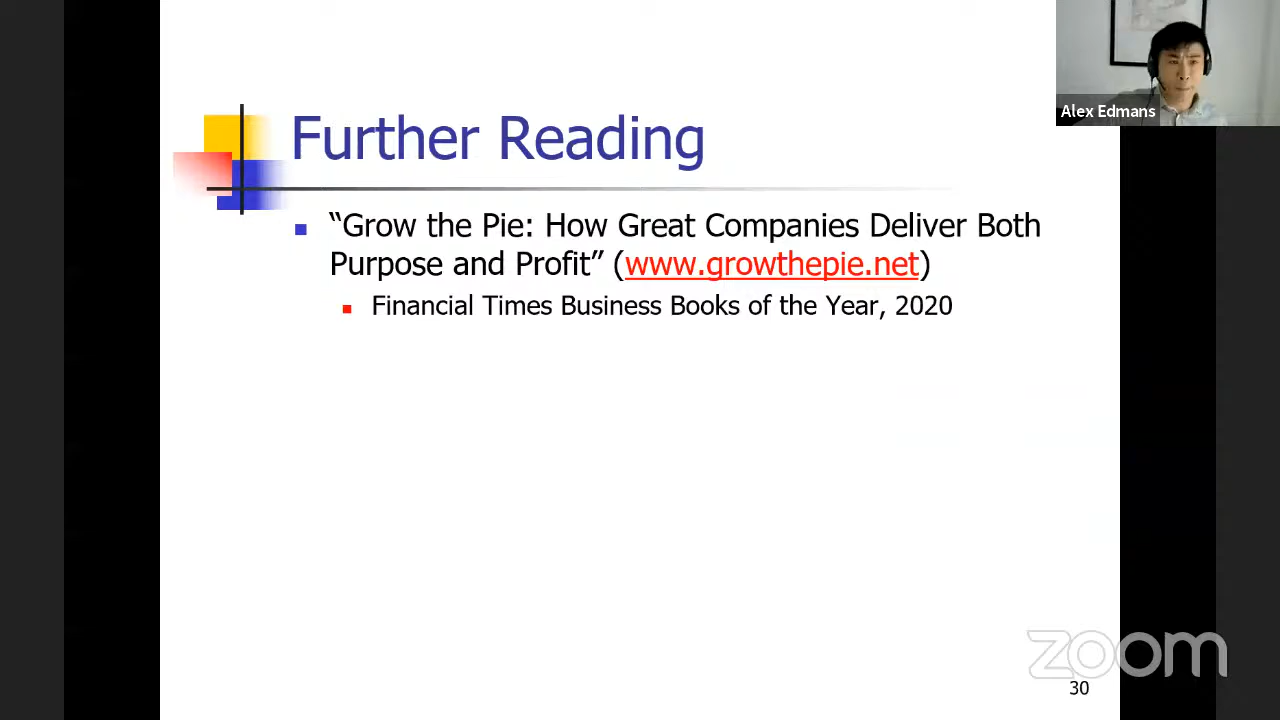 Alex Edmans
Further Reading
“Grow the Pie: How Great Companies Deliver Both
Purpose and Profit” (www.growthepie.net)
Financial Times Business Books of the Year, 2020
zoom
30